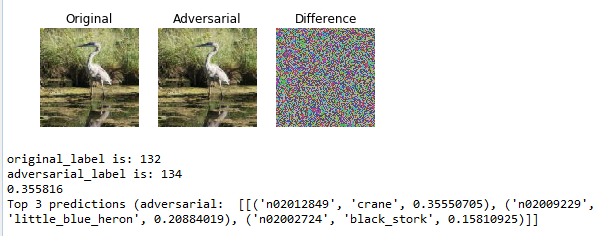 Original Adversarial Difference
original_label is: 132
adversarial_label is: 134
0.355816
Top 3 predictions (adversarial:  [[('n02012849', 'crane', 0.35550705), ('n02009229',
'little_blue_heron', 0.20884019), ('n02002724', 'black_stork', 0.15810925)]]